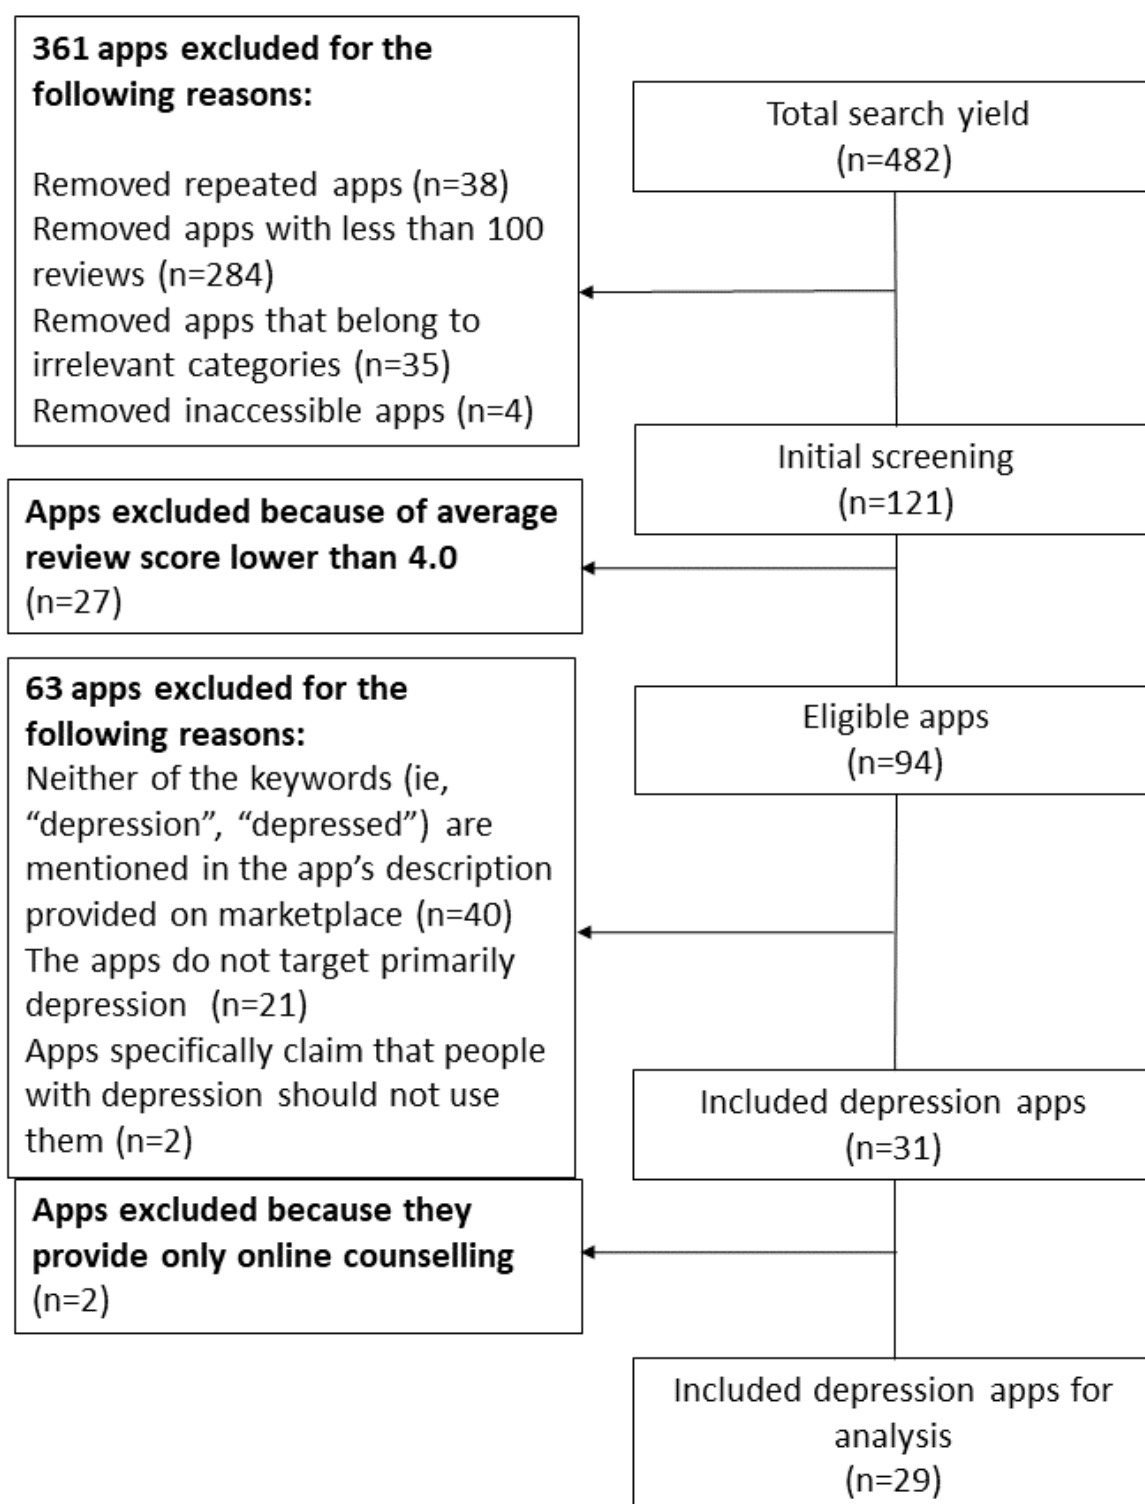 361 apps excluded for the
following reasons:
Removed repeated apps (n=38)
Removed apps with less than 100
reviews (n=284)
Removed apps that belong to
irrelevant categories (n=35)
Removed inaccessible apps (n=4)
Total search yield
(n=482)
Initial screening
(n=121)
Apps excluded because of average
review score lower than 4.0
(n=27)
Eligible apps
(n=94)
63 apps excluded for the
following reasons:
Neither of the keywords (ie,
“depression”, “depressed”) are
mentioned in the app’s description
provided on marketplace (n=40)
The apps do not target primarily
depression (n=21)
Apps specifically claim that people
with depression should not use
them (n=2)
Included depression apps
(n=31)
Apps excluded because they
provide only online counselling
(n=2)
Included depression apps for
analysis
(n=29)